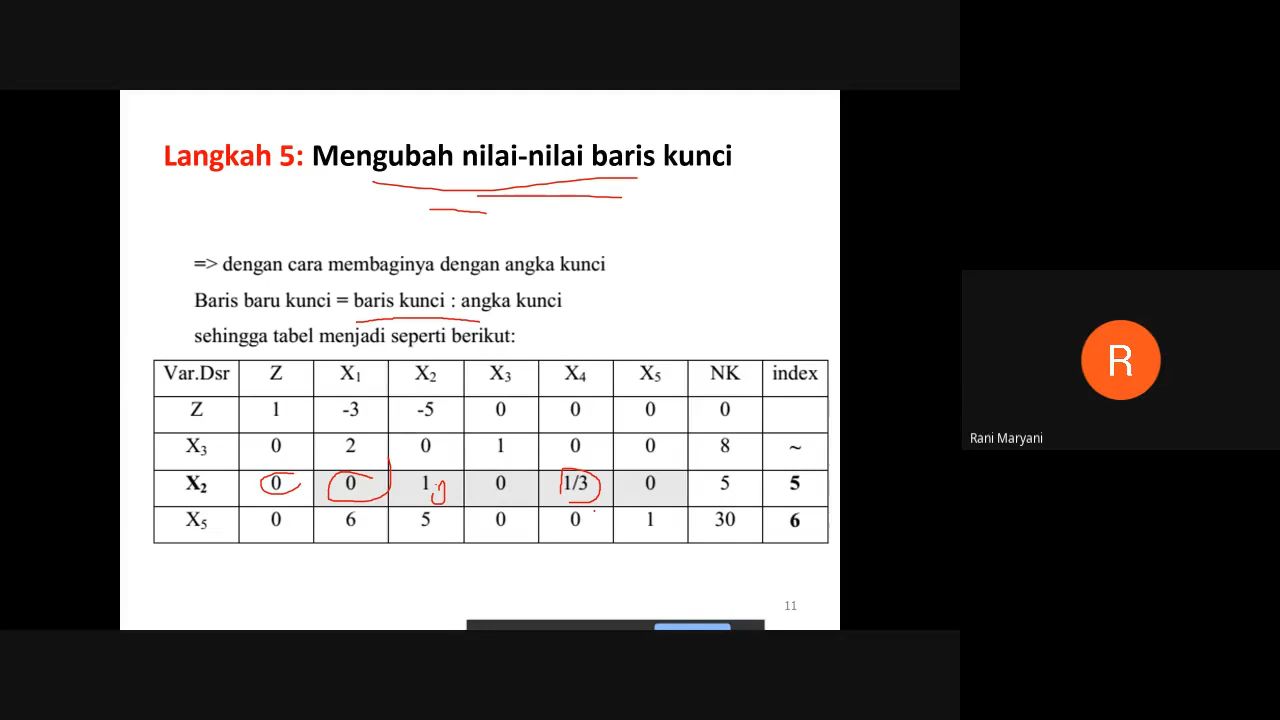 Langkah 5: Mengubah nilai-nilai baris kunci
=> dengan cara membaginya dengan angka kunci
Baris baru kunci = baris kunci : angka kunci
sehingga tabel menjadi seperti berikut:
Var.Dsr Z X₁ X₂ X₃ X₄ X₅ NK index
Z 1 -3 -5 0 0 0 0
X₃ 0 2 0 1 0 0 8 ~
X₂ 0 0 1 0 1/3 0 5 5
X₅ 0 6 5 0 0 1 30 6
11
R
Rani Maryani